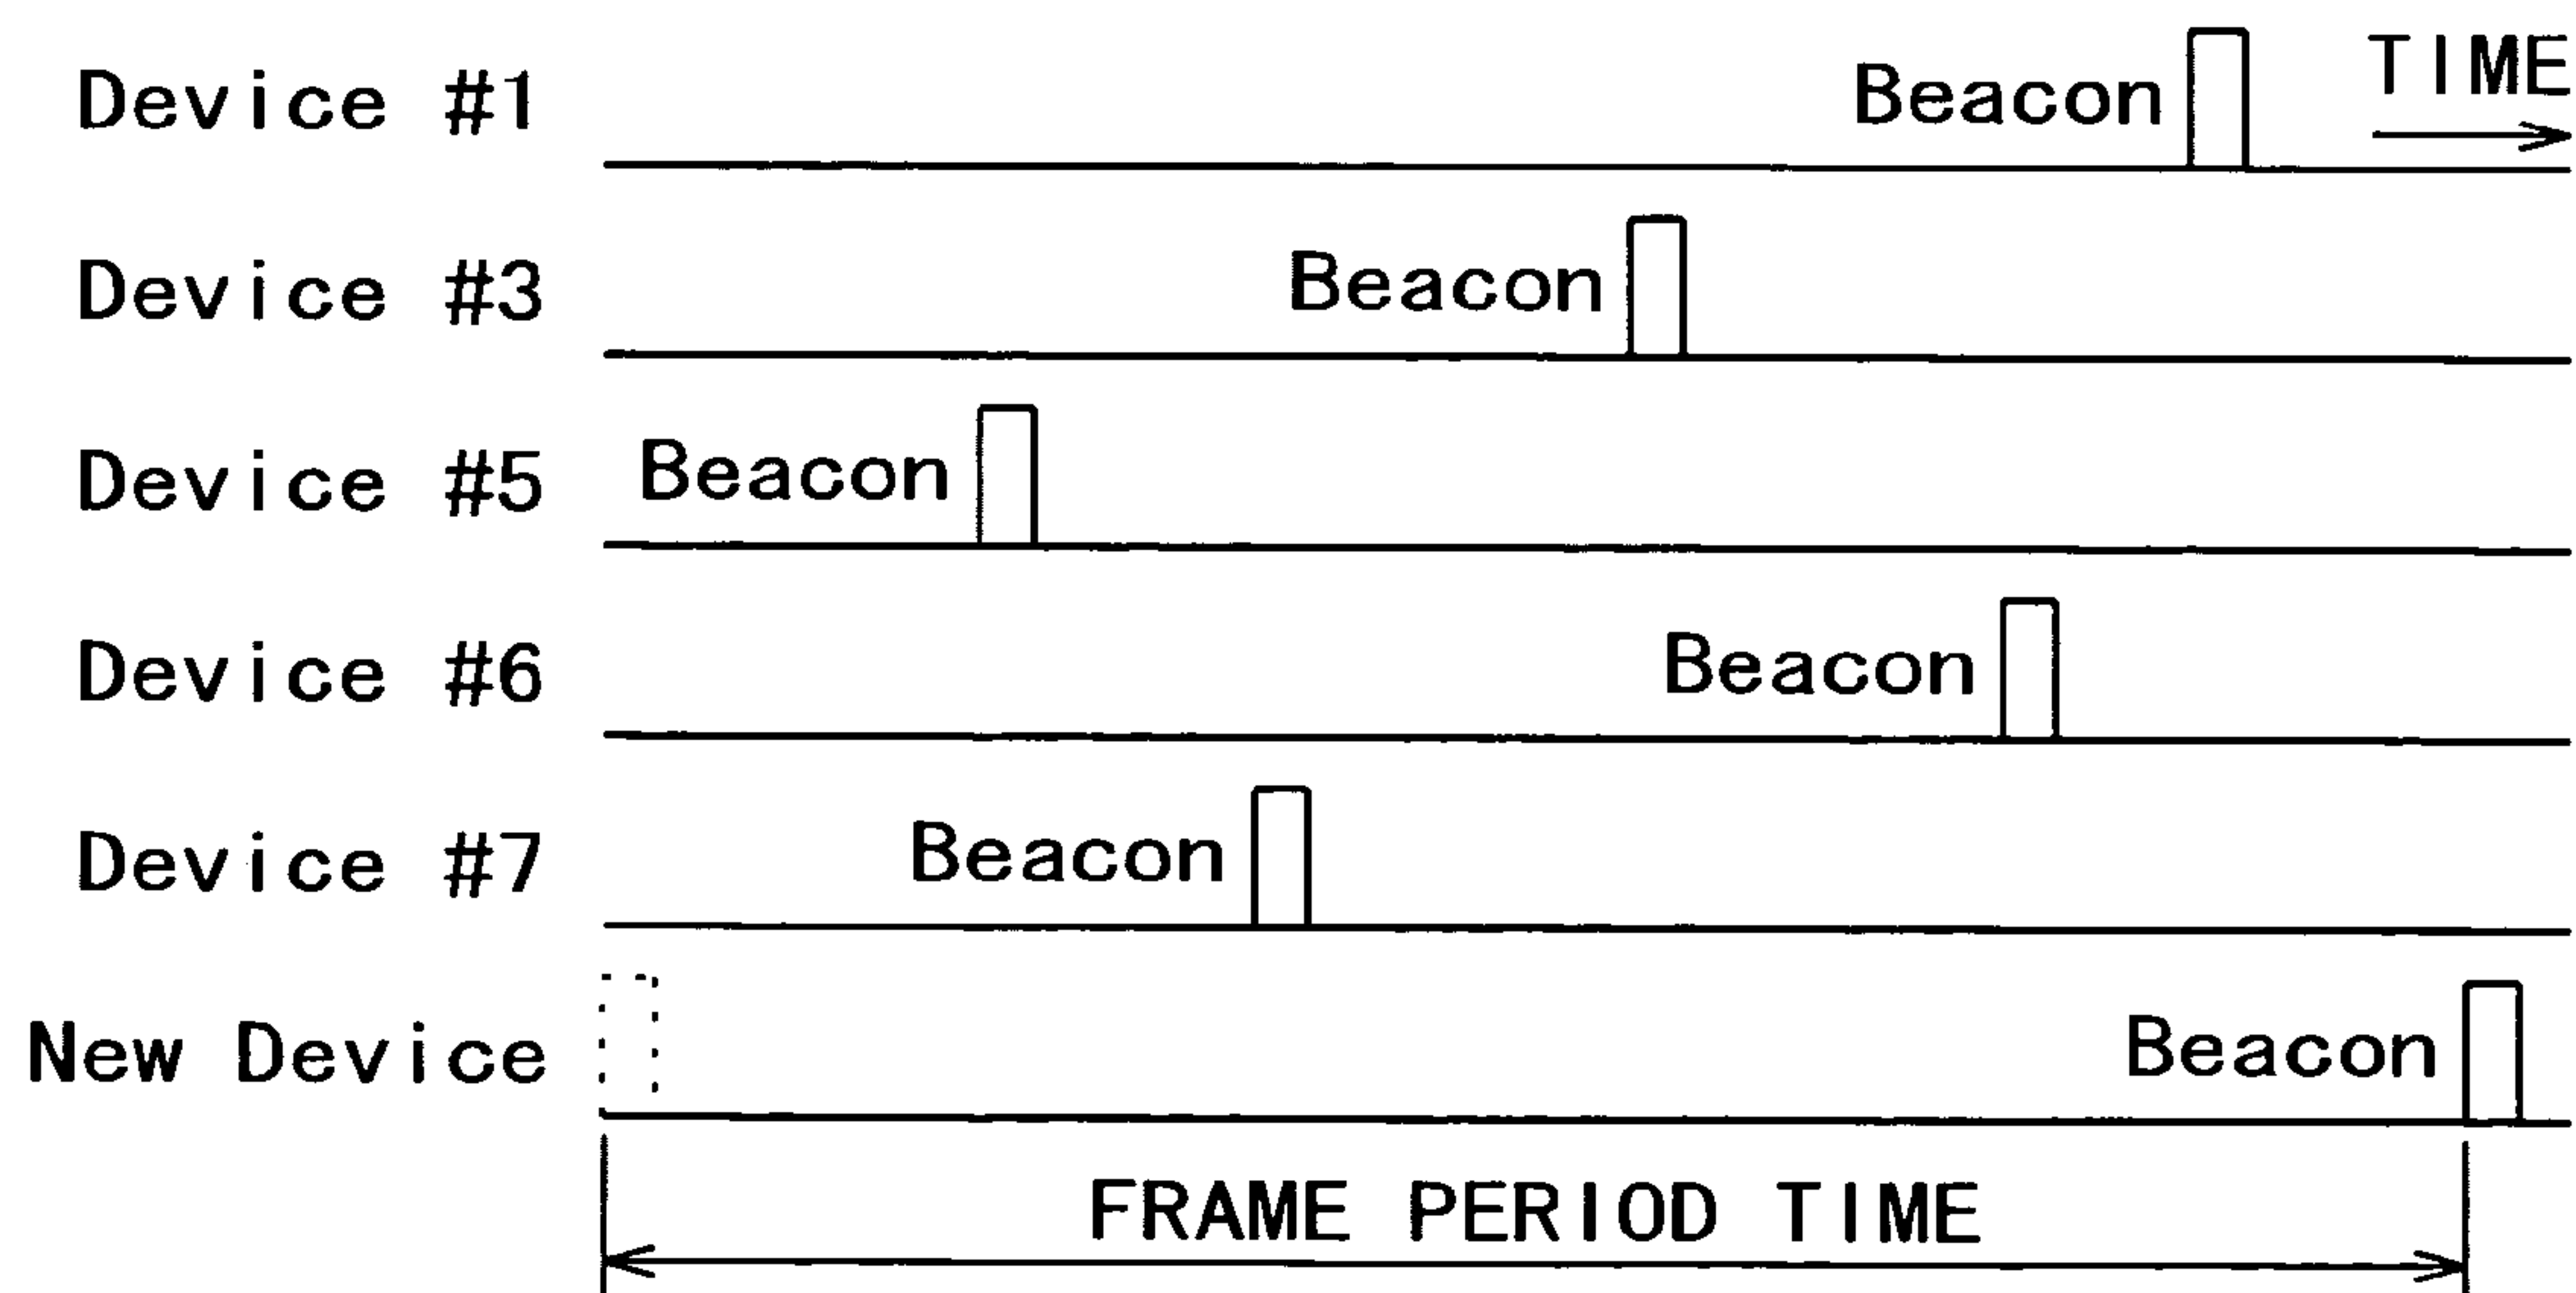 Device #1 Beacon TIME
Device #3 Beacon
Device #5 Beacon
Device #6 Beacon
Device #7 Beacon
New Device Beacon
FRAME PERIOD TIME